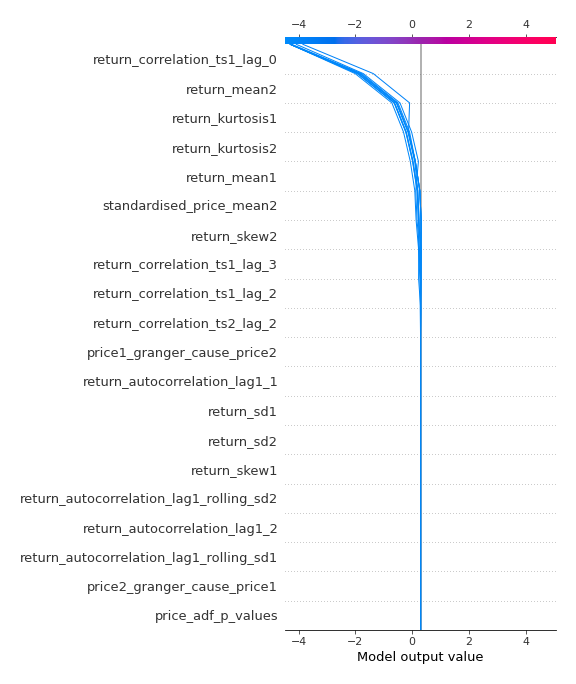 −4 −2 0 2 4
return_correlation_ts1_lag_0
return_mean2
return_kurtosis1
return_kurtosis2
return_mean1
standardised_price_mean2
return_skew2
return_correlation_ts1_lag_3
return_correlation_ts1_lag_2
return_correlation_ts2_lag_2
price1_granger_cause_price2
return_autocorrelation_lag1_1
return_sd1
return_sd2
return_skew1
return_autocorrelation_lag1_rolling_sd2
return_autocorrelation_lag1_2
return_autocorrelation_lag1_rolling_sd1
price2_granger_cause_price1
price_adf_p_values
−4 −2 0 2 4
Model output value